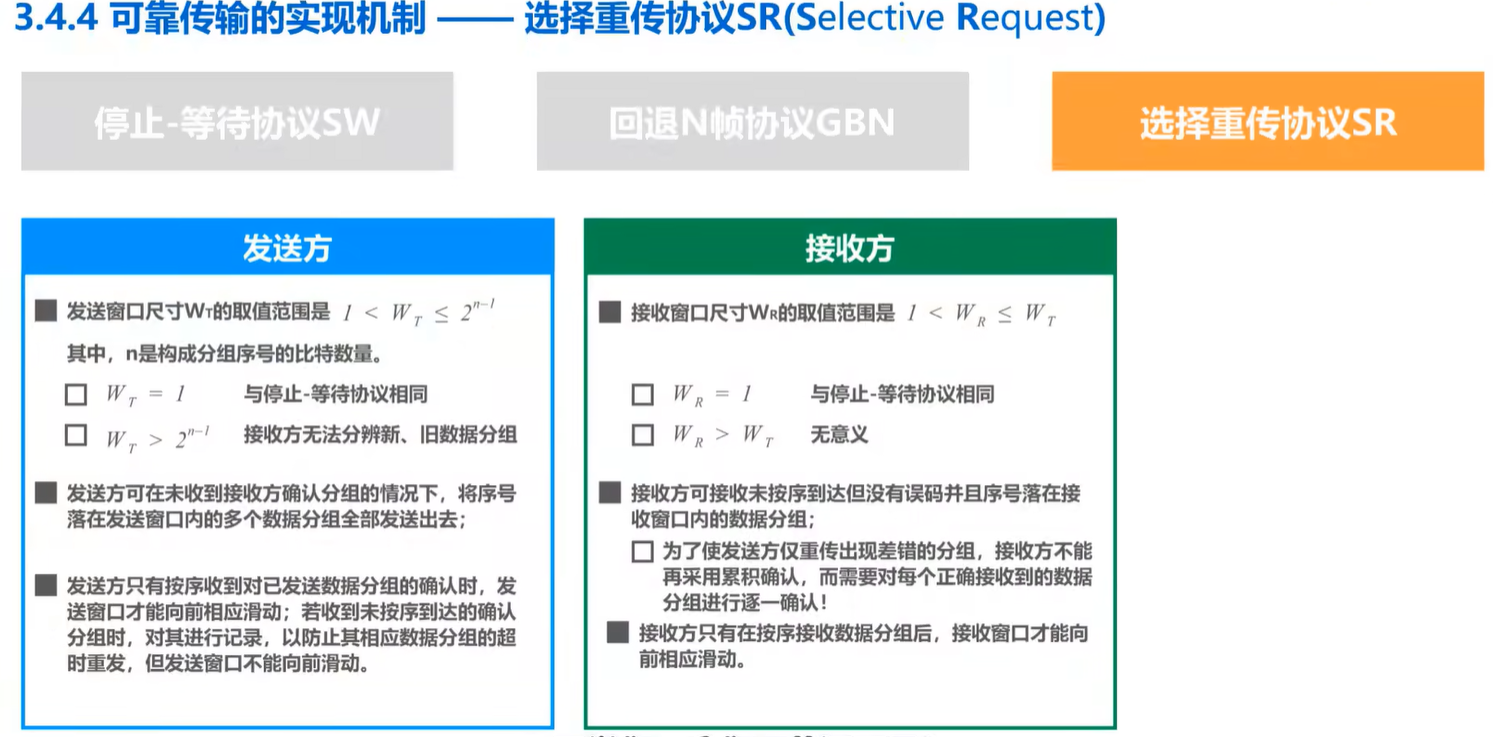 3.4.4 可靠传输的实现机制 —— 选择重传协议SR(Selective Request)
停止-等待协议SW
回退N帧协议GBN
选择重传协议SR
发送方
发送窗口尺寸WT的取值范围是 1 < W_T ≤ 2^{n-1}
其中，n是构成分组序号的比特数量。
W_T = 1 与停止-等待协议相同
W_T > 2^{n-1} 接收方无法分辨新、旧数据分组
发送方可在未收到接收方确认分组的情况下，将序号
落在发送窗口内的多个数据分组全部发送出去；
发送方只有按序收到对已发送数据分组的确认时，发
送窗口才能向前相应滑动；若收到未按序到达的确认
分组时，对其进行记录，以防止其相应数据分组的超
时重发，但发送窗口不能向前滑动。
接收方
接收窗口尺寸WR的取值范围是 1 < W_R ≤ W_T
W_R = 1 与停止-等待协议相同
W_R > W_T 无意义
接收方可接收未按序到达但没有误码并且序号落在接
收窗口内的数据分组；
为了使发送方仅重传出现差错的分组，接收方不能
再采用累积确认，而需要对每个正确接收到的数据
分组进行逐一确认！
接收方只有在按序接收数据分组后，接收窗口才能向
前相应滑动。